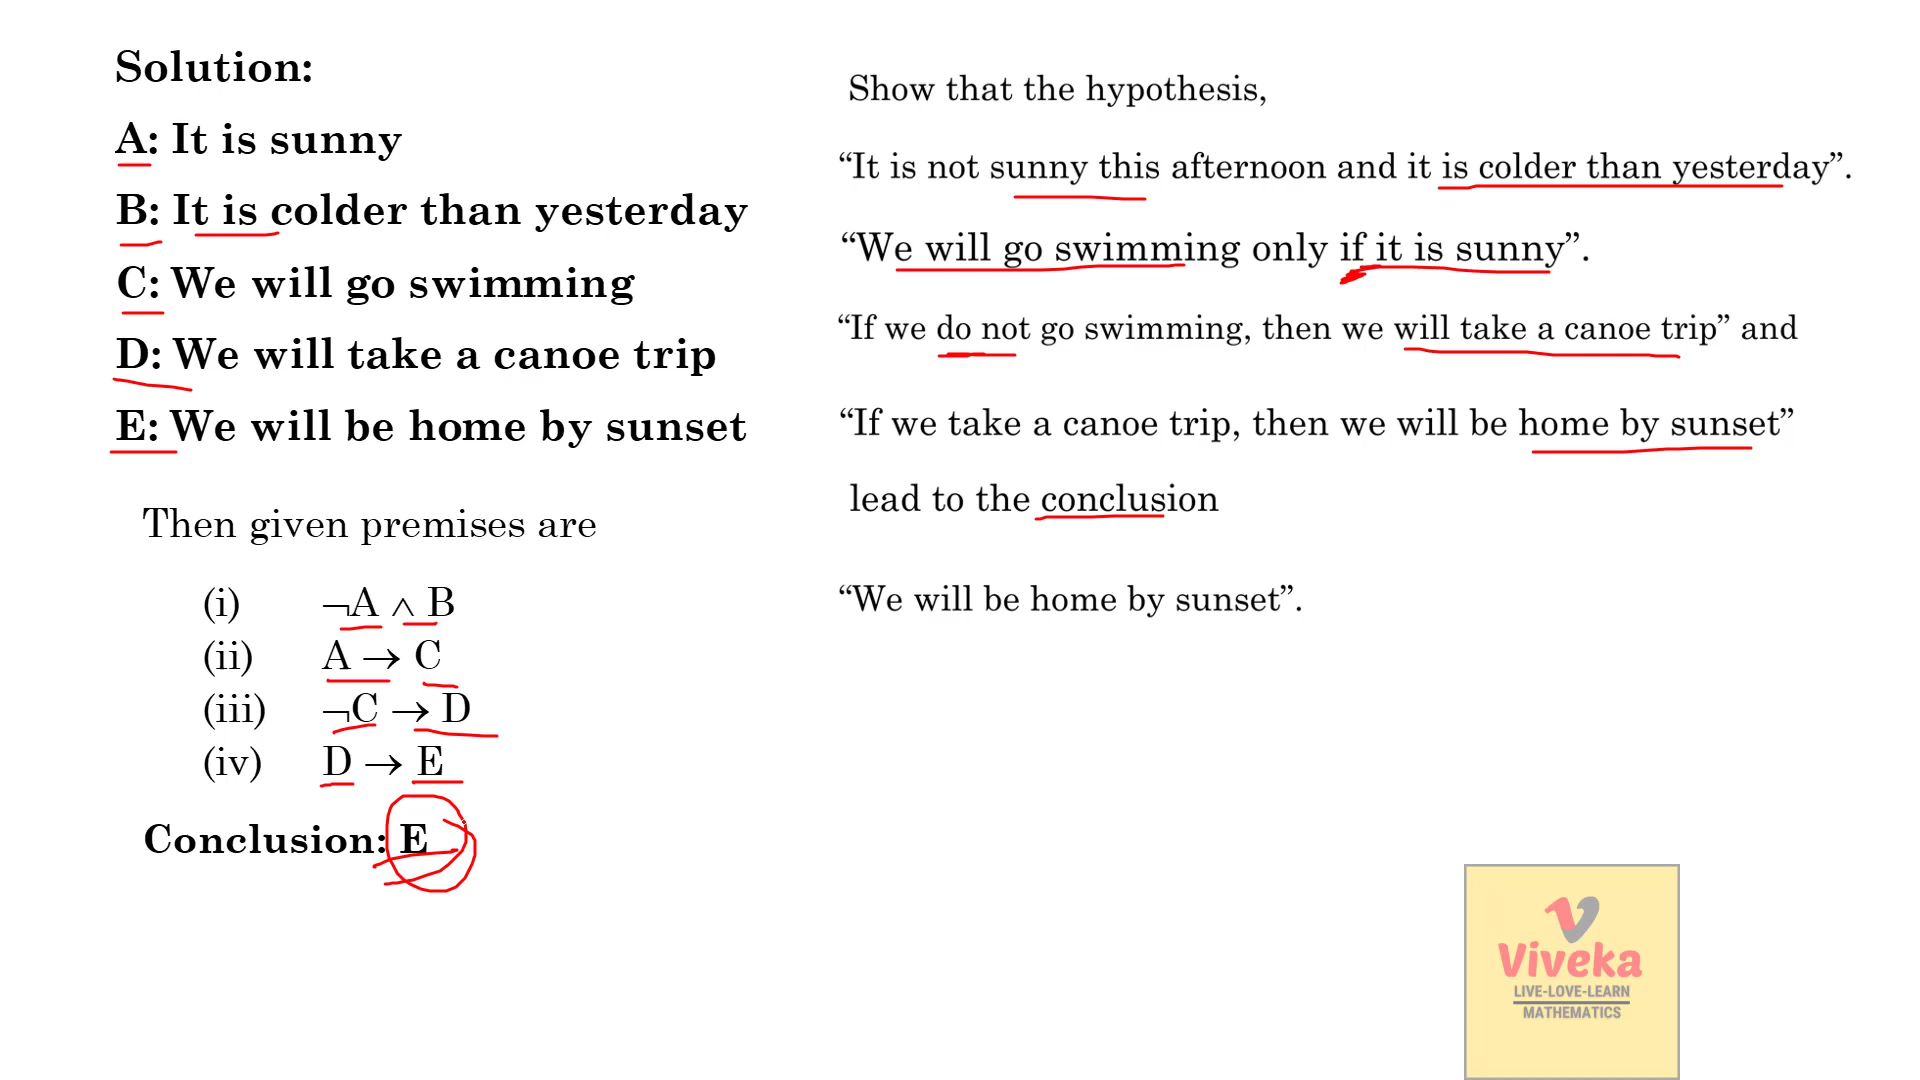 Solution:
A: It is sunny
B: It is colder than yesterday
C: We will go swimming
D: We will take a canoe trip
E: We will be home by sunset
Then given premises are
(i) ¬A ∧ B
(ii) A → C
(iii) ¬C → D
(iv) D → E
Conclusion: E
Show that the hypothesis,
“It is not sunny this afternoon and it is colder than yesterday”.
“We will go swimming only if it is sunny”.
“If we do not go swimming, then we will take a canoe trip” and
“If we take a canoe trip, then we will be home by sunset”
lead to the conclusion
“We will be home by sunset”.
Viveka
LIVE-LOVE-LEARN
MATHEMATICS